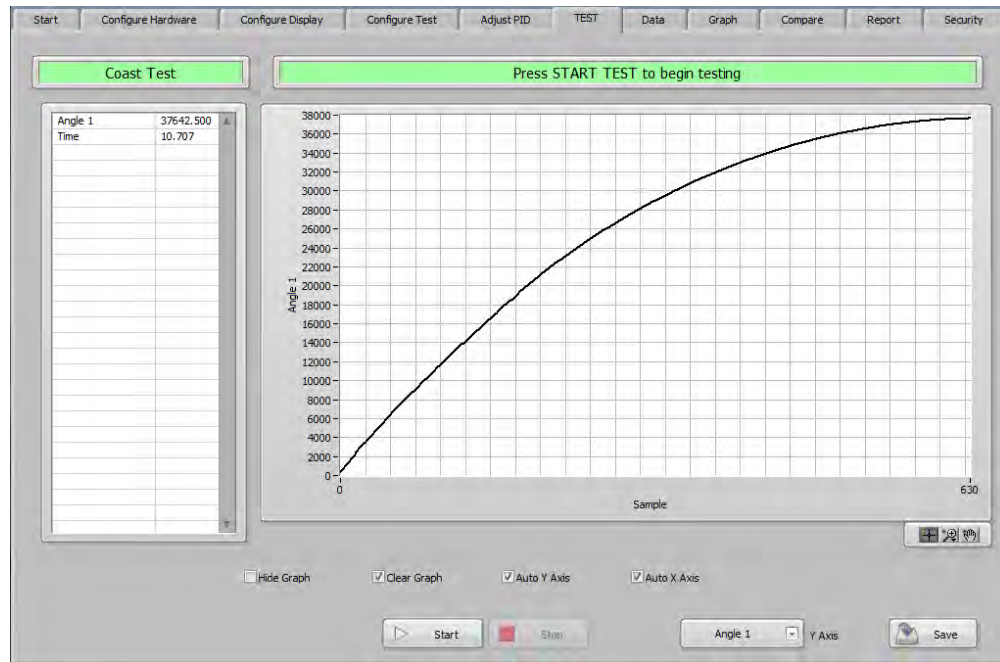 Start Configure Hardware Configure Display Configure Test Adjust PID TEST Data Graph Compare Report Security
Coast Test
Press START TEST to begin testing
Angle 1 37642.500
Time 10.707
38000
36000
34000
32000
30000
28000
26000
24000
22000
20000
18000
16000
14000
12000
10000
8000
6000
4000
2000
0
Angle 1
0 630
Sample
Hide Graph Clear Graph Auto Y Axis Auto X Axis
Start Stop Angle 1 Y Axis Save